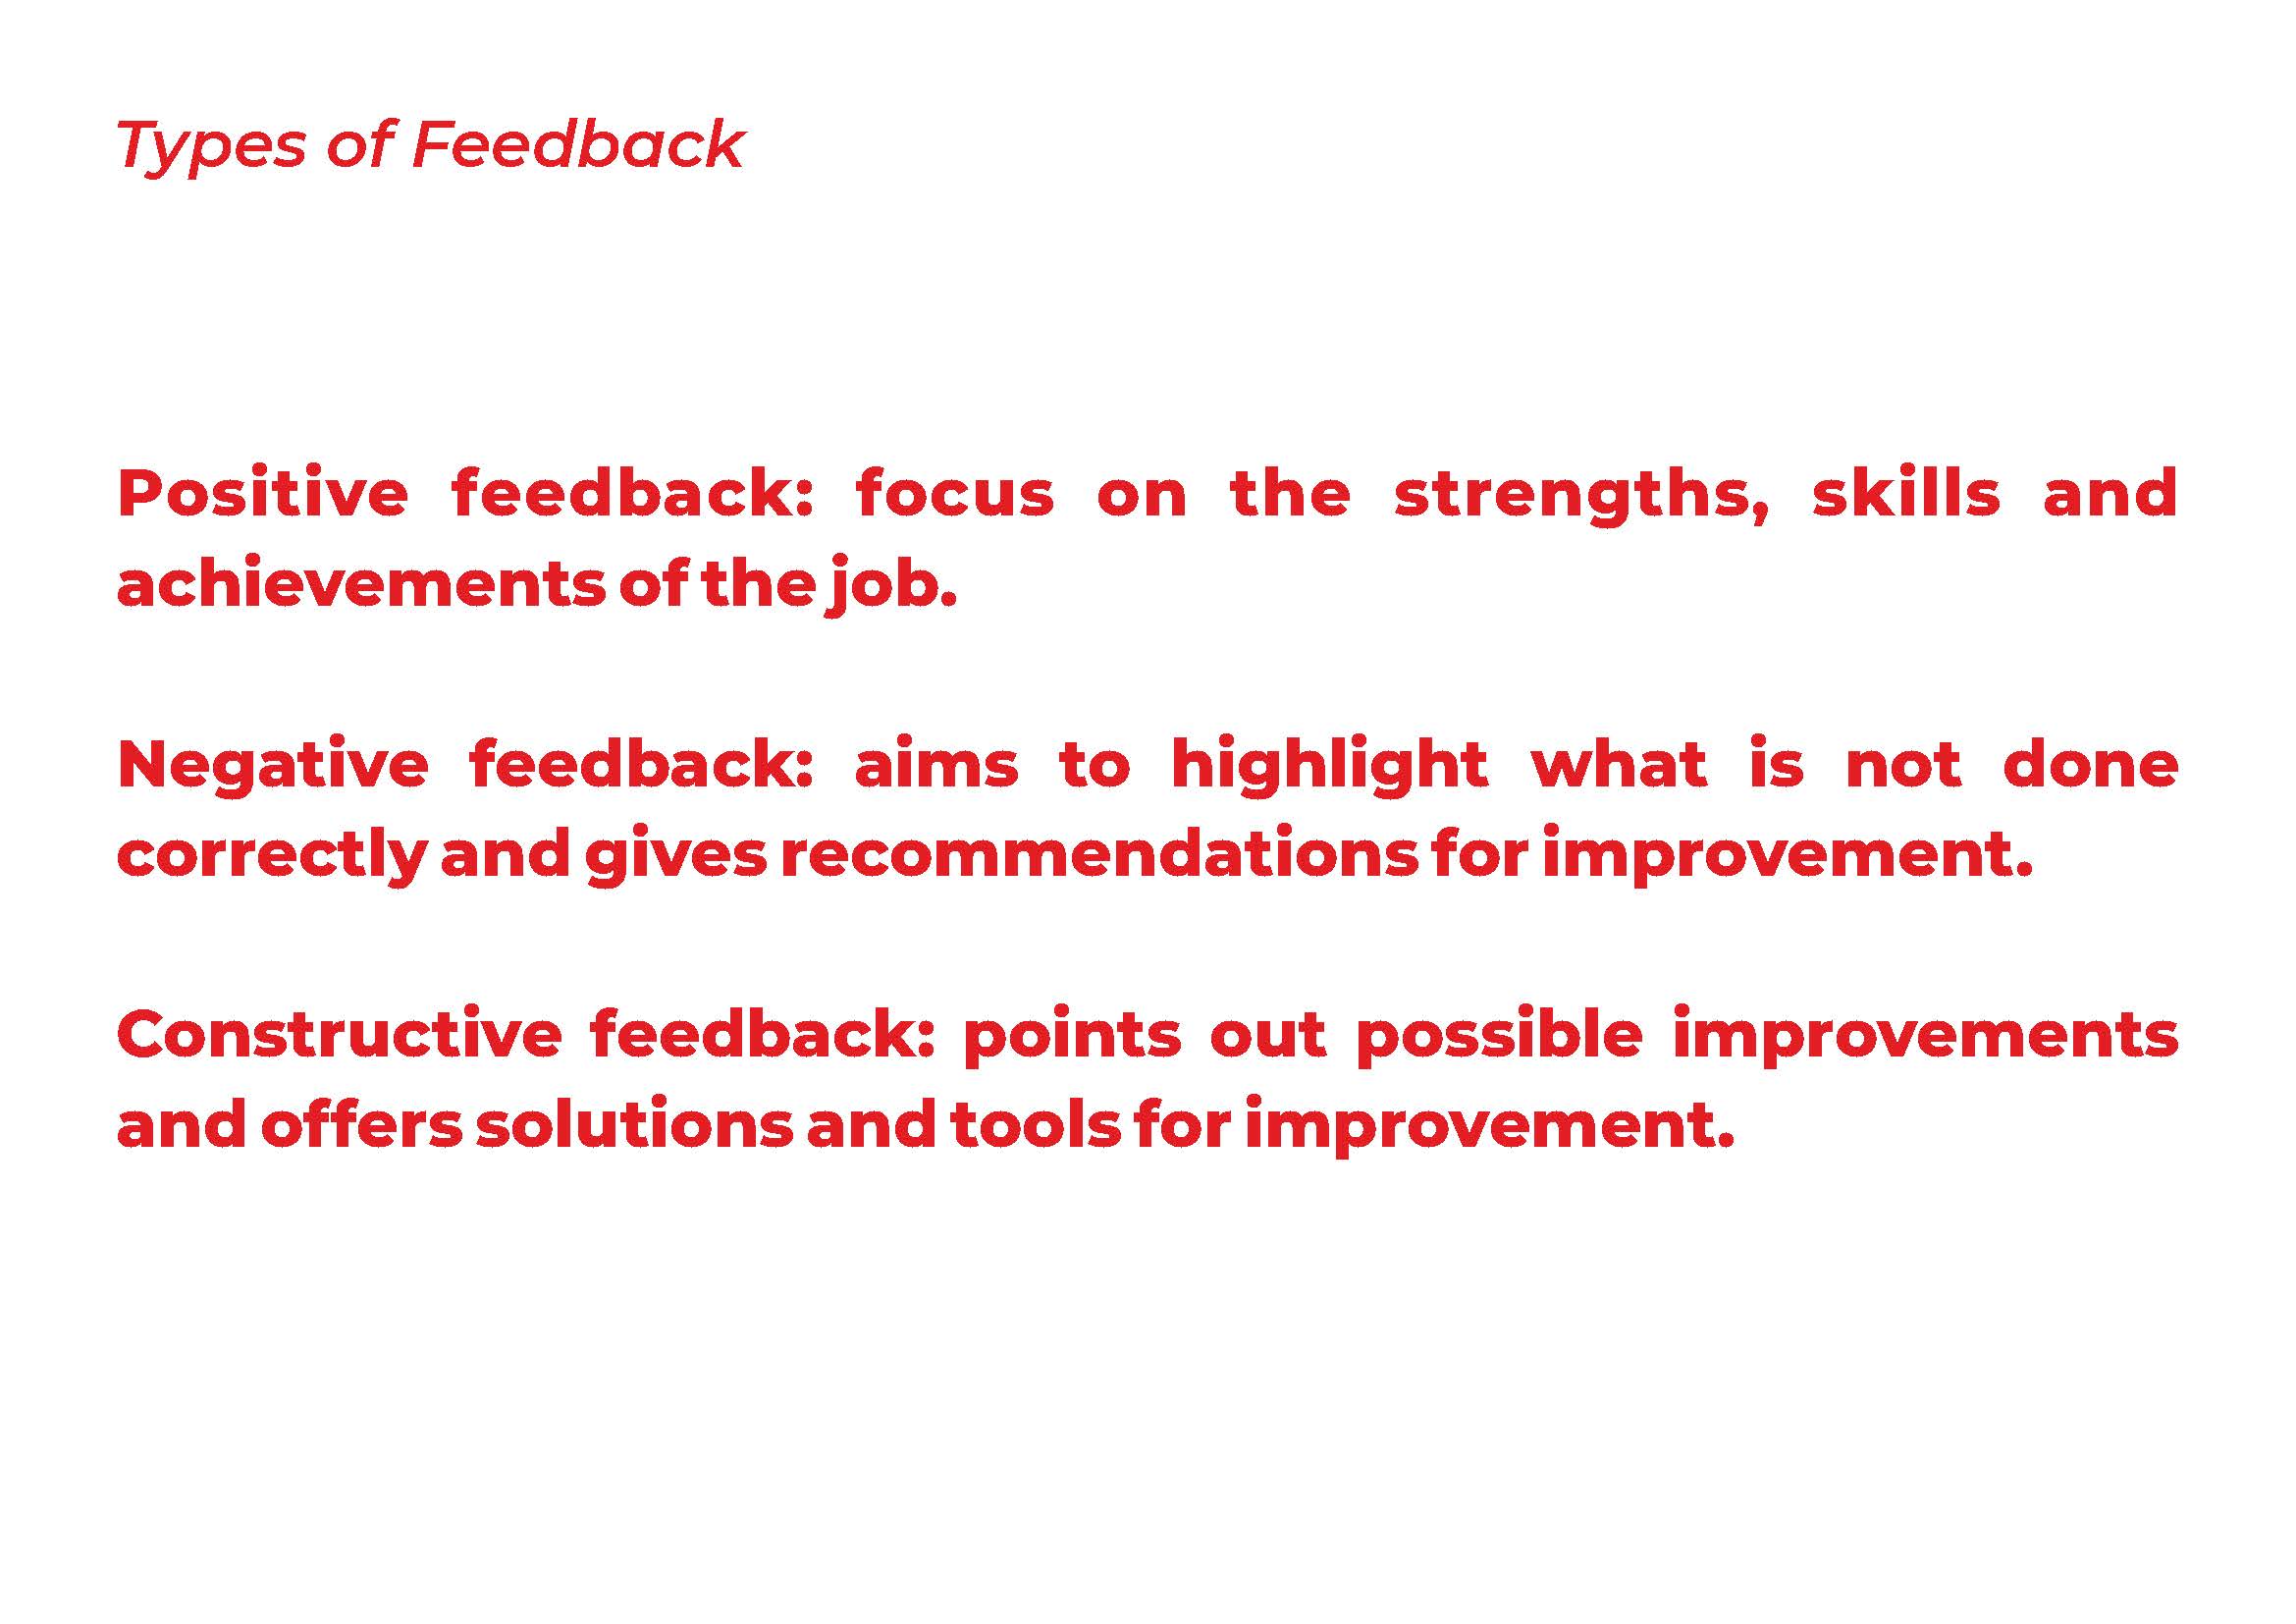 Types of Feedback
Positive feedback: focus on the strengths, skills and
achievements of the job.
Negative feedback: aims to highlight what is not done
correctly and gives recommendations for improvement.
Constructive feedback: points out possible improvements
and offers solutions and tools for improvement.